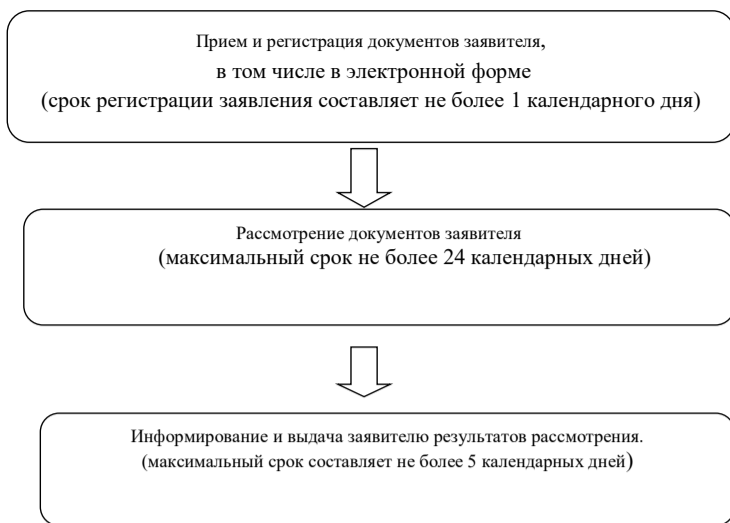 Прием и регистрация документов заявителя,
в том числе в электронной форме
(срок регистрации заявления составляет не более 1 календарного дня)
Рассмотрение документов заявителя
(максимальный срок не более 24 календарных дней)
Информирование и выдача заявителю результатов рассмотрения.
(максимальный срок составляет не более 5 календарных дней)